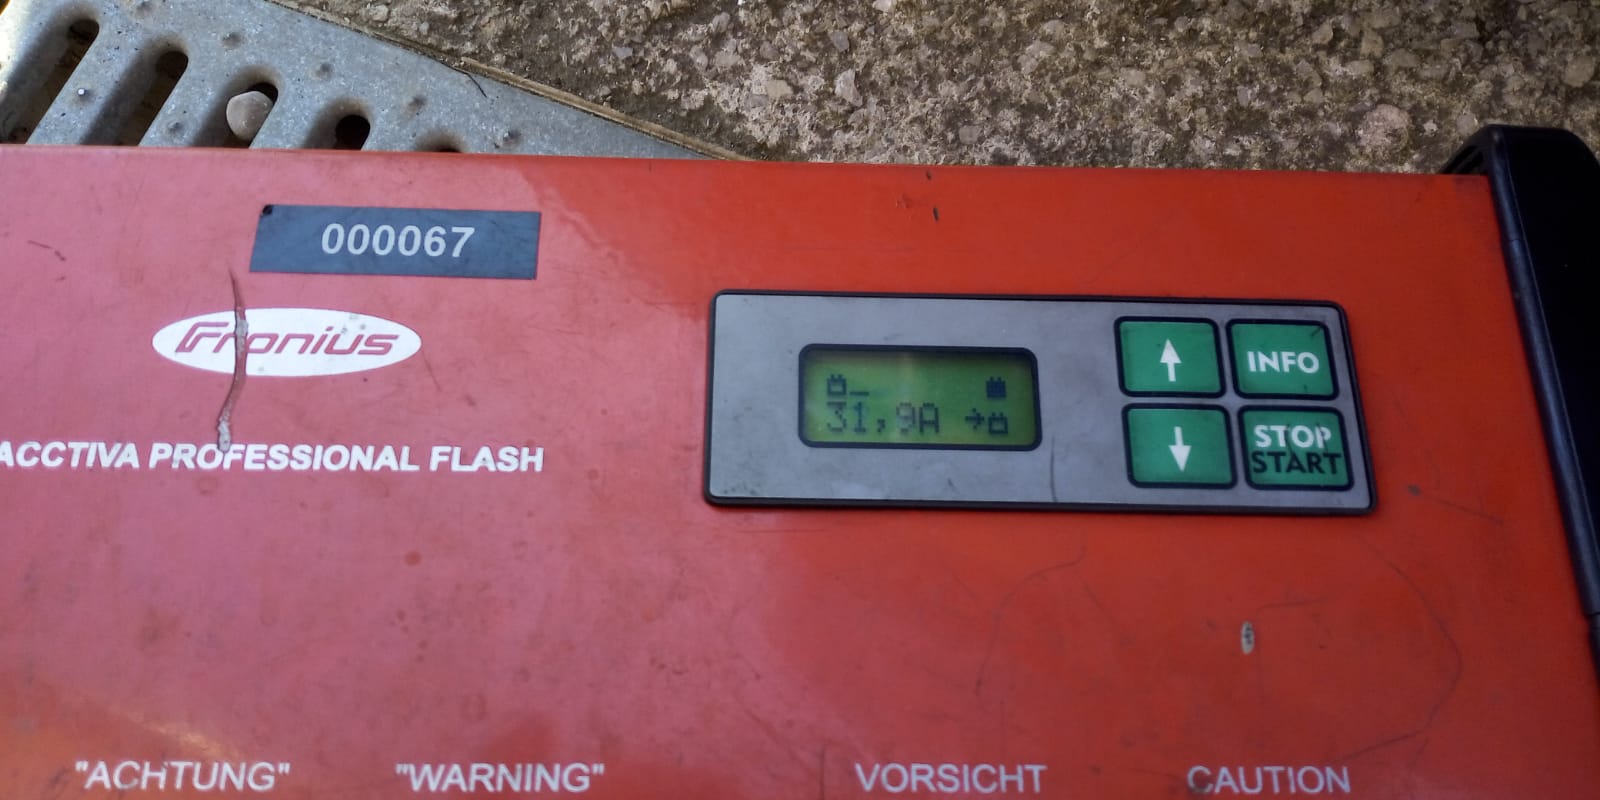 000067
Fronius
ACCTIVA PROFESSIONAL FLASH
31,9A
INFO
STOP
START
"ACHTUNG" "WARNING" VORSICHT CAUTION